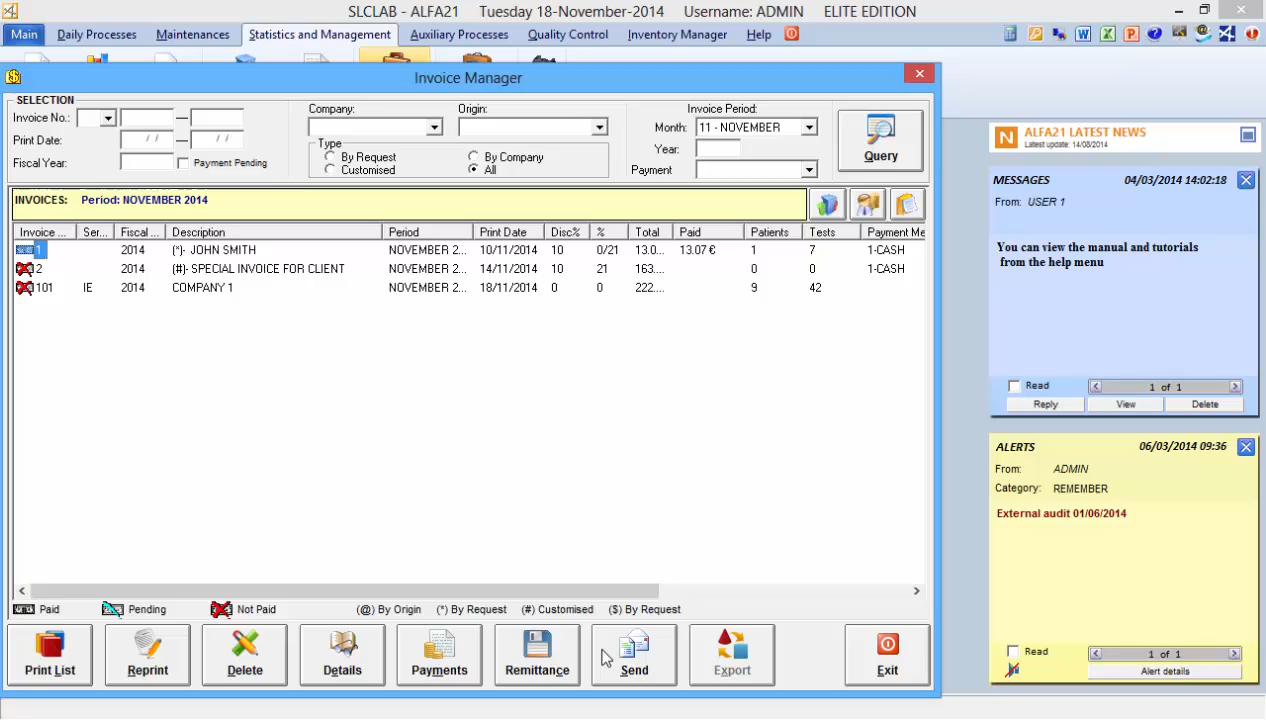 SLCLAB - ALFA21 Tuesday 18-November-2014 Username: ADMIN ELITE EDITION
Main Daily Processes Maintenances Statistics and Management Auxiliary Processes Quality Control Inventory Manager Help
Invoice Manager
SELECTION
Invoice No.:
Print Date: / / — / /
Fiscal Year: Payment Pending
Company:
Origin:
Type
By Request
By Company
Customised
All
Invoice Period:
Month: 11 - NOVEMBER
Year:
Payment
Query
INVOICES: Period: NOVEMBER 2014
Invoice ... Ser... Fiscal ... Description Period Print Date Disc% % Total Paid Patients Tests Payment Me
1 2014 (*)- JOHN SMITH NOVEMBER 2... 10/11/2014 10 0/21 13.0... 13.07 € 1 7 1-CASH
2 2014 (#)- SPECIAL INVOICE FOR CLIENT NOVEMBER 2... 14/11/2014 10 21 163.... 0 0 1-CASH
101 IE 2014 COMPANY 1 NOVEMBER 2... 18/11/2014 0 0 222.... 9 42
Paid Pending Not Paid (@) By Origin (*) By Request (#) Customised ($) By Request
Print List Reprint Delete Details Payments Remittance Send Export Exit
N ALFA21 LATEST NEWS
Latest update: 14/08/2014
MESSAGES 04/03/2014 14:02:18
From: USER 1
You can view the manual and tutorials
from the help menu
Read 1 of 1
Reply View Delete
ALERTS 06/03/2014 09:36
From: ADMIN
Category: REMEMBER
External audit 01/06/2014
Read 1 of 1
Alert details